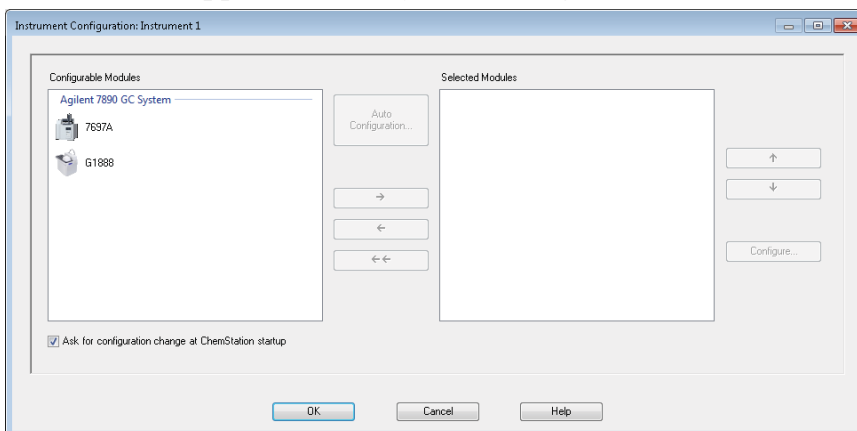 Instrument Configuration: Instrument 1
Configurable Modules
Selected Modules
Agilent 7890 GC System
7697A
G1888
Auto
Configuration...
→
←
←←
↑
↓
Configure...
Ask for configuration change at ChemStation startup
OK
Cancel
Help